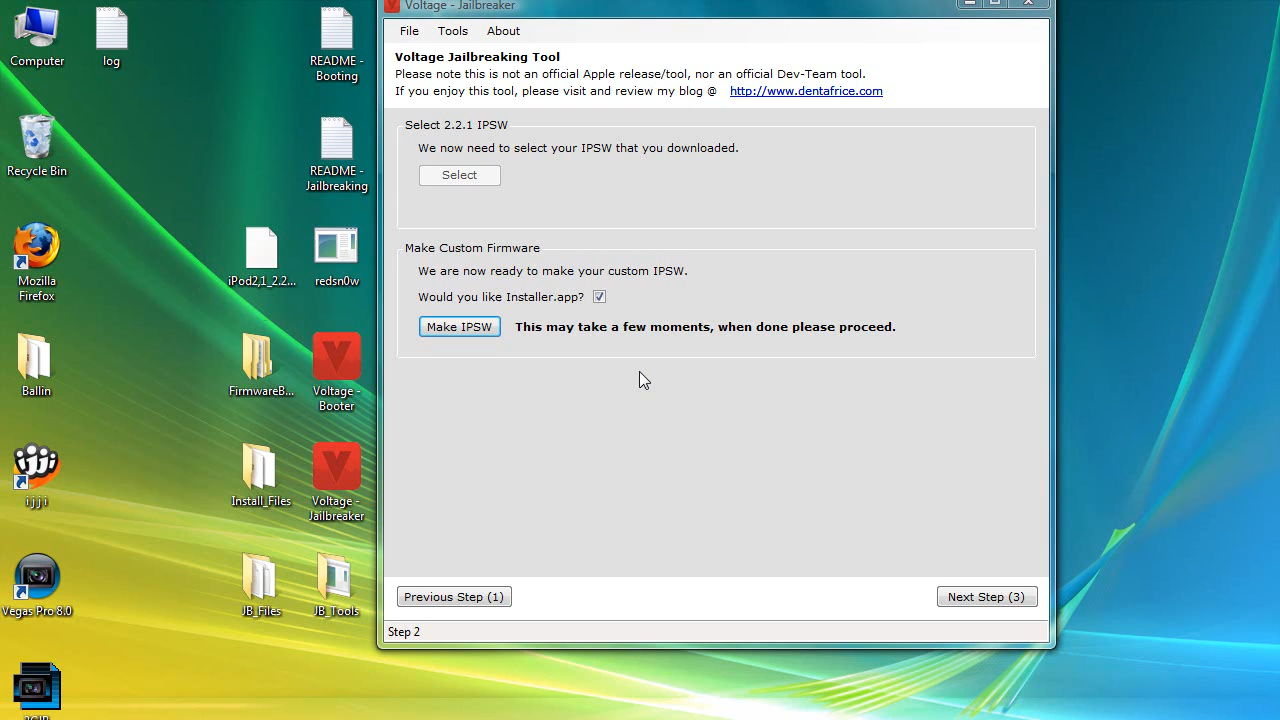 Computer
log
README -
Booting
Recycle Bin
README -
Jailbreaking
Mozilla
Firefox
iPod2,1_2.2...
redsn0w
Ballin
FirmwareB...
Voltage -
Booter
ijji
Install_Files
Voltage -
Jailbreaker
Vegas Pro 8.0
JB_Files
JB_Tools
Voltage - Jailbreaker
File Tools About
Voltage Jailbreaking Tool
Please note this is not an official Apple release/tool, nor an official Dev-Team tool.
If you enjoy this tool, please visit and review my blog @ http://www.dentafrice.com
Select 2.2.1 IPSW
We now need to select your IPSW that you downloaded.
Select
Make Custom Firmware
We are now ready to make your custom IPSW.
Would you like Installer.app?
Make IPSW This may take a few moments, when done please proceed.
Previous Step (1) Next Step (3)
Step 2